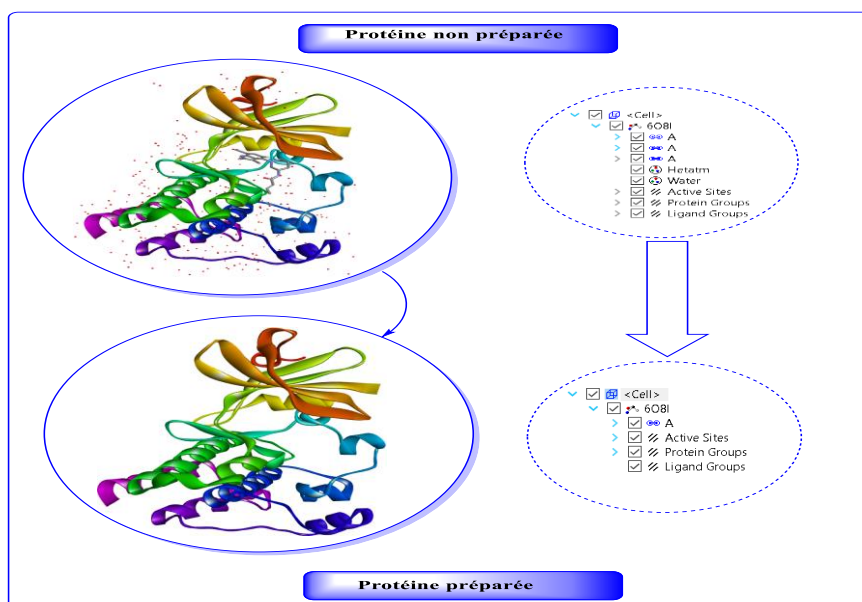 Protéine non préparée
<Cell>
6O8I
A
A
A
Hetatm
Water
Active Sites
Protein Groups
Ligand Groups
<Cell>
6O8I
A
Active Sites
Protein Groups
Ligand Groups
Protéine préparée